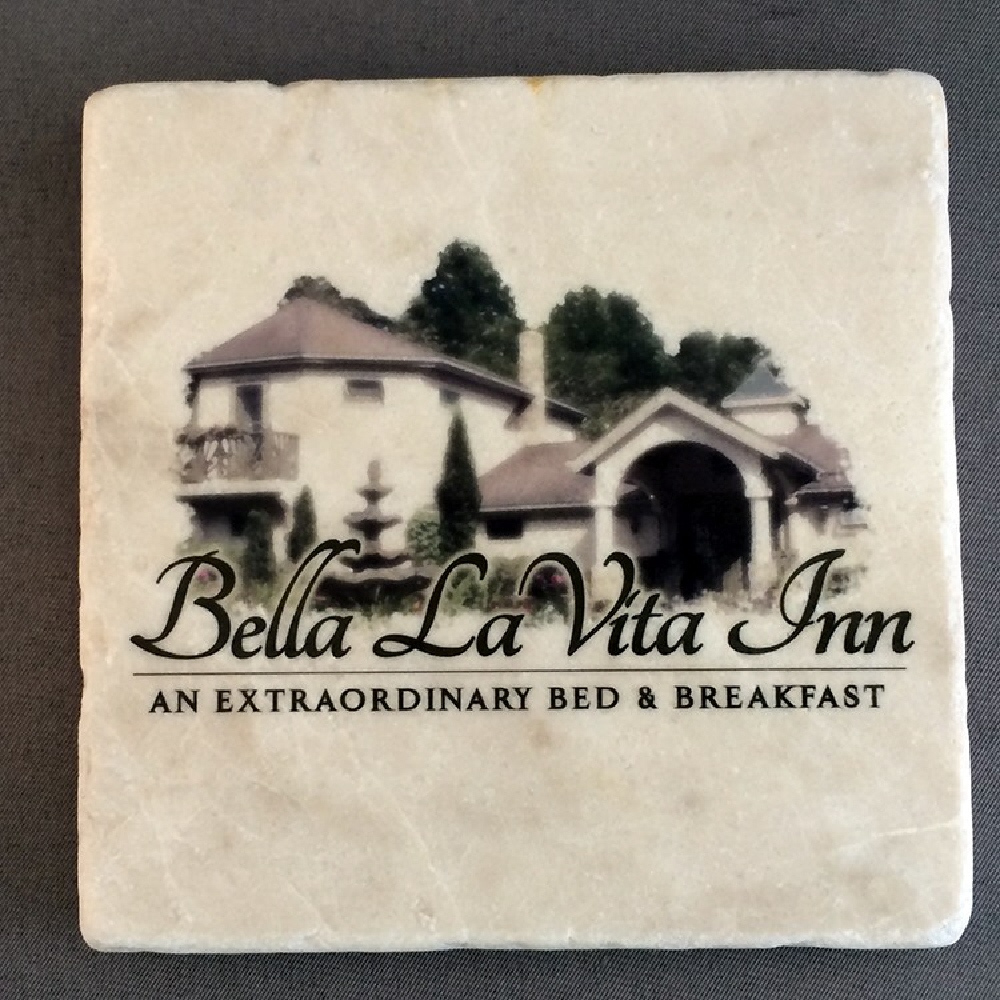 Bella La Vita Inn
AN EXTRAORDINARY BED & BREAKFAST